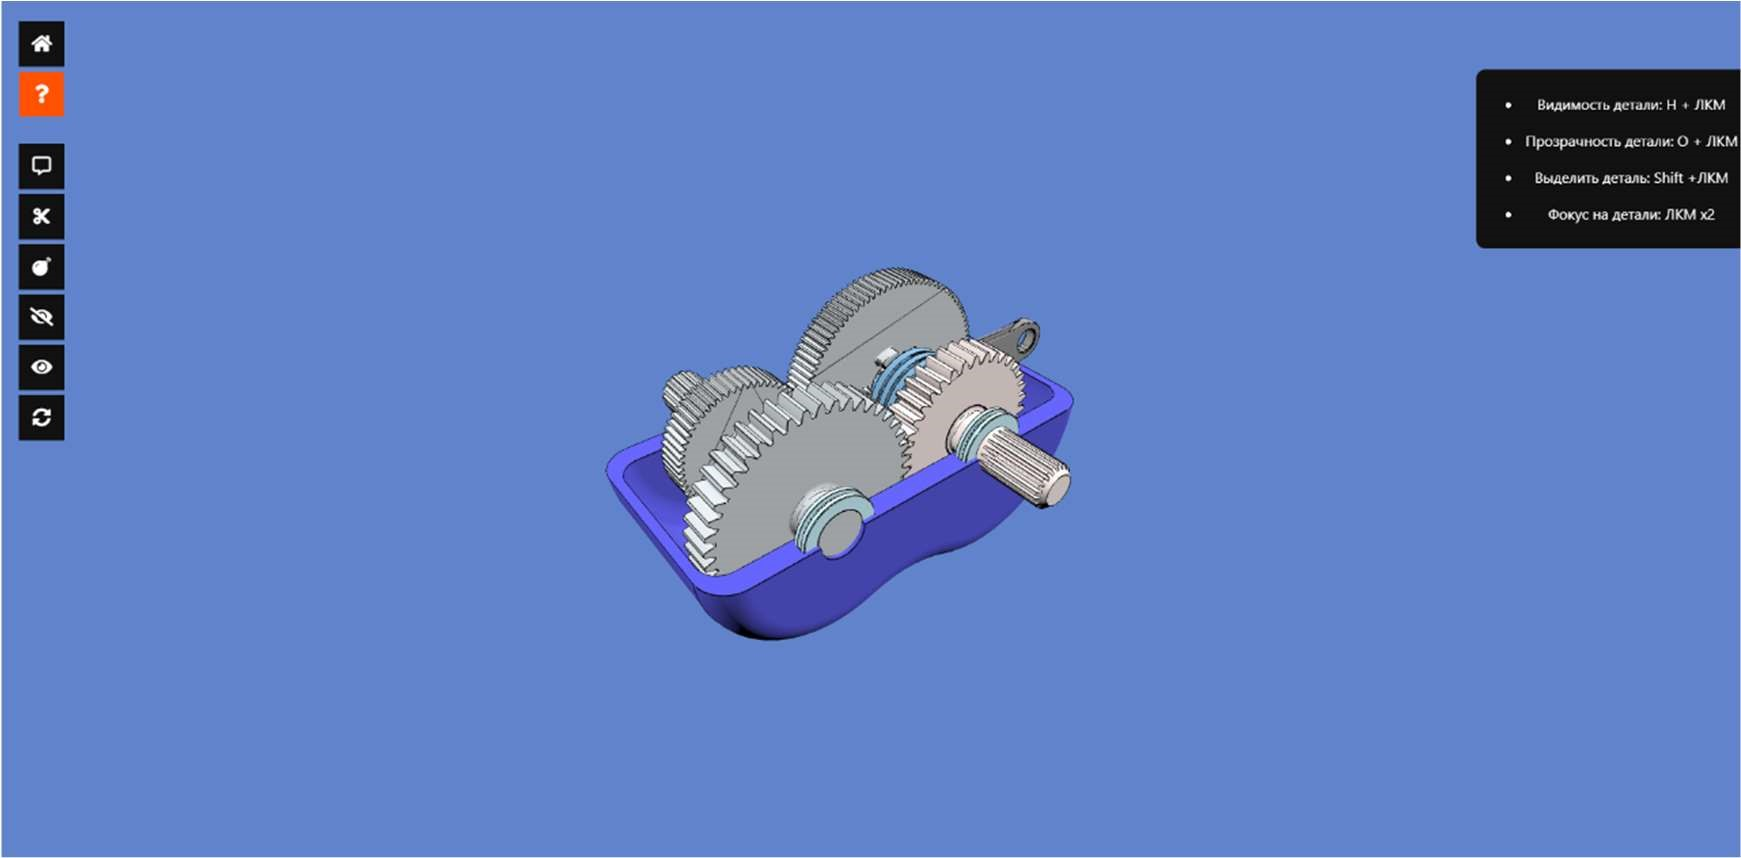 ?
Видимость детали: H + ЛКМ
Прозрачность детали: O + ЛКМ
Выделить деталь: Shift +ЛКМ
Фокус на детали: ЛКМ x2